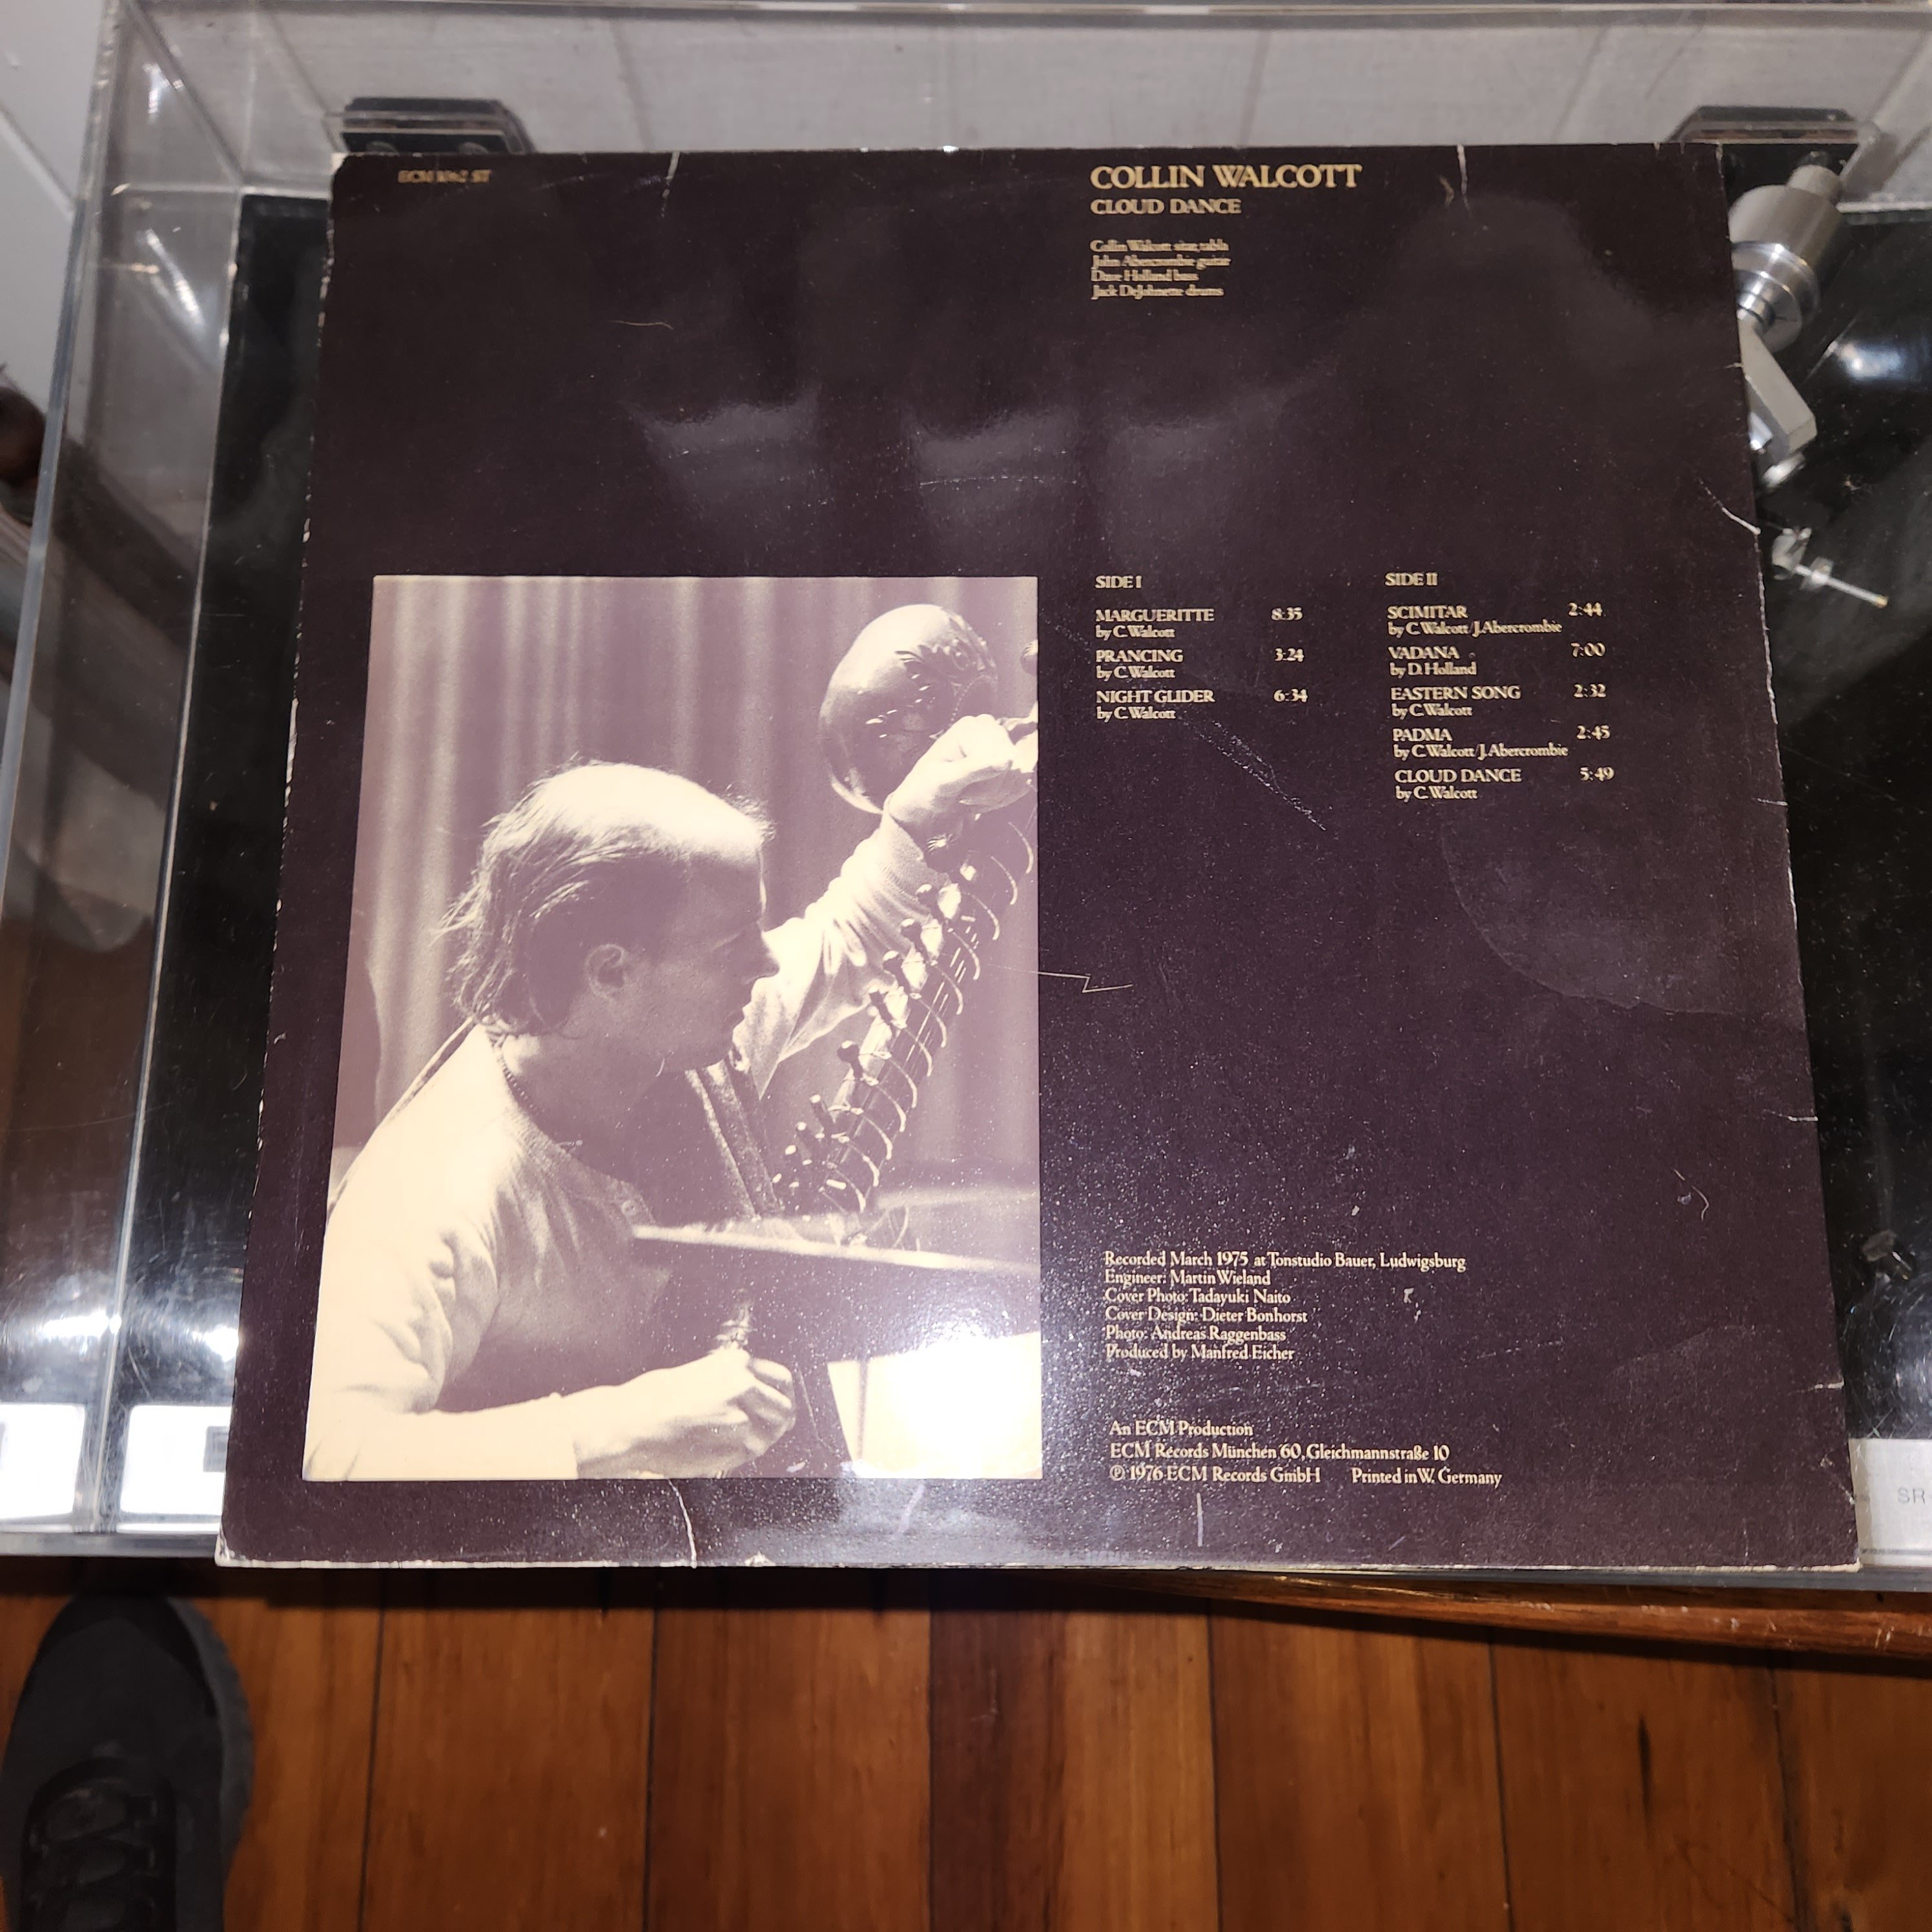 ECM 1062 ST
COLLIN WALCOTT
CLOUD DANCE
Collin Walcott sitar, tabla
John Abercrombie guitar
Dave Holland bass
Jack DeJohnette drums
SIDE I
MARGUERITTE 8:35
by C. Walcott
PRANCING 3:24
by C. Walcott
NIGHT GLIDER 6:34
by C. Walcott
SIDE II
SCIMITAR 2:44
by C. Walcott/J. Abercrombie
VADANA 7:00
by D. Holland
EASTERN SONG 2:32
by C. Walcott
PADMA 2:45
by C. Walcott/J. Abercrombie
CLOUD DANCE 5:49
by C. Walcott
Recorded March 1975 at Tonstudio Bauer, Ludwigsburg
Engineer: Martin Wieland
Cover Photo: Tadayuki Naito
Cover Design: Dieter Bonhorst
Photo: Andreas Raggenbass
Produced by Manfred Eicher
An ECM Production
ECM Records München 60, Gleichmannstraße 10
℗ 1976 ECM Records GmbH Printed in W. Germany
SR